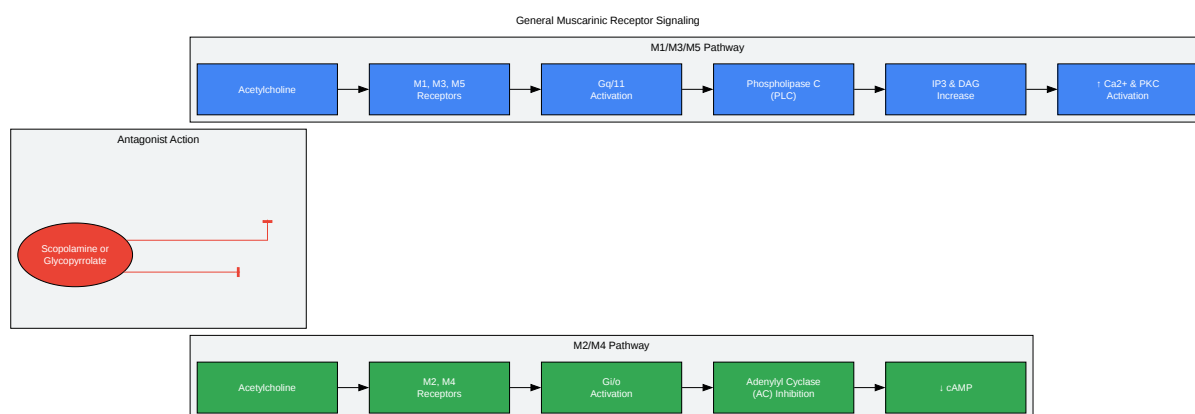 General Muscarinic Receptor Signaling
M1/M3/M5 Pathway
Acetylcholine
M1, M3, M5
Receptors
Gq/11
Activation
Phospholipase C
(PLC)
IP3 & DAG
Increase
↑ Ca2+ & PKC
Activation
Antagonist Action
Scopolamine or
Glycopyrrolate
M2/M4 Pathway
Acetylcholine
M2, M4
Receptors
Gi/o
Activation
Adenylyl Cyclase
(AC) Inhibition
↓ cAMP